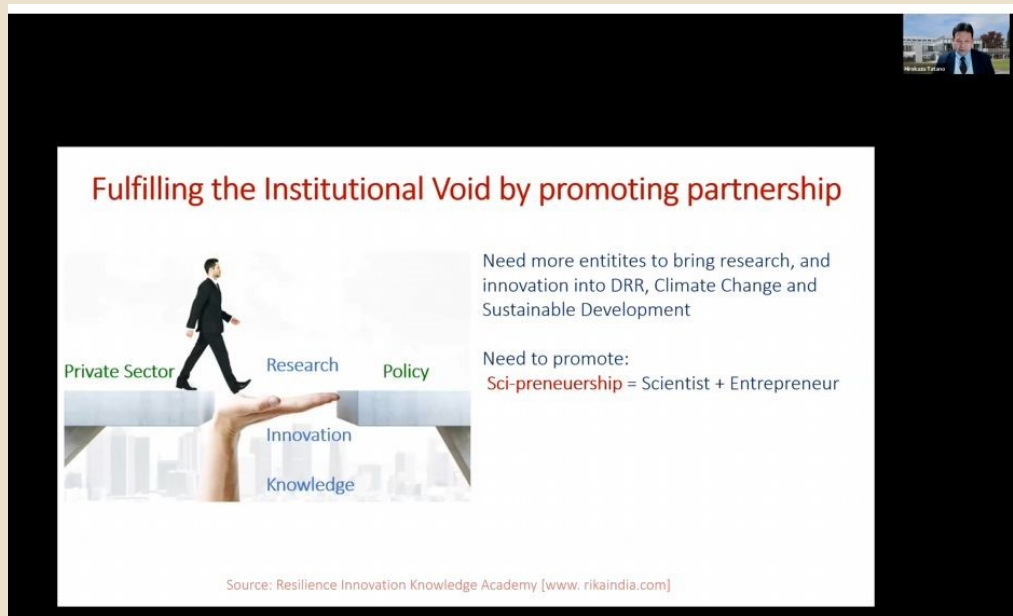 Hirokazu Tatano
Fulfilling the Institutional Void by promoting partnership
Private Sector
Research
Policy
Innovation
Knowledge
Need more entitites to bring research, and
innovation into DRR, Climate Change and
Sustainable Development
Need to promote:
Sci-preneuership = Scientist + Entrepreneur
Source: Resilience Innovation Knowledge Academy [www. rikaindia.com]